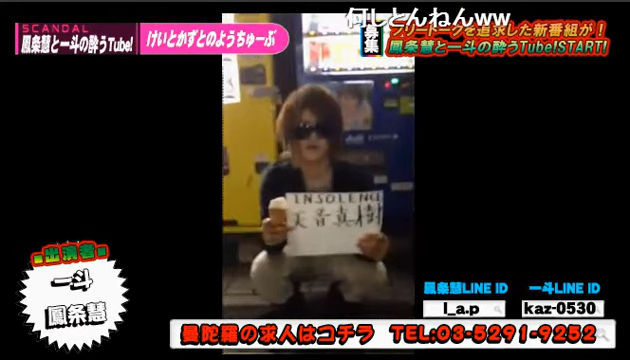 何しとんねんww
SCANDAL
鳳条慧と一斗の酔うTube!
けいとかずとのようちゅーぶ
募集
フリートークを追求した新番組が!
鳳条慧と一斗の酔うTube!START!
INSOLENC
天音真樹
■出演者■
一斗
鳳条慧
鳳条慧LINE ID
一斗LINE ID
l_a.p
kaz-0530
曼陀羅の求人はコチラ TEL:03-5291-9252